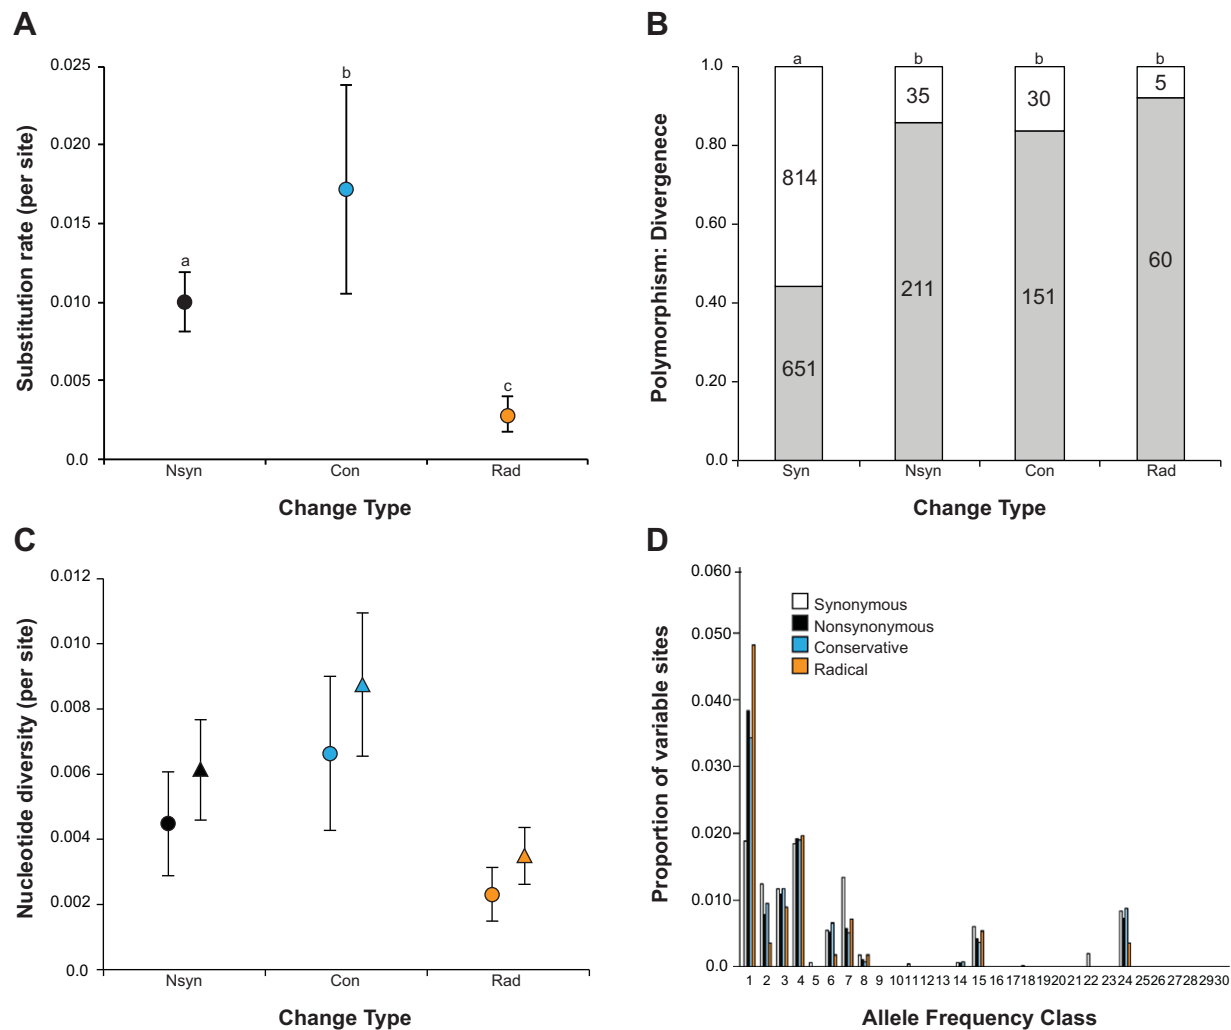 A
Substitution rate (per site)
0.025
0.020
0.015
0.010
0.005
0.0
a
b
c
Nsyn Con Rad
Change Type
B
Polymorphism: Divergenece
1.0
0.80
0.60
0.40
0.20
0.0
a b b b
814 35 30 5
651 211 151 60
Syn Nsyn Con Rad
Change Type
C
Nucleotide diversity (per site)
0.012
0.010
0.008
0.006
0.004
0.002
0.0
Nsyn Con Rad
Change Type
D
Proportion of variable sites
0.060
0.050
0.040
0.030
0.020
0.010
0.0
Synonymous
Nonsynonymous
Conservative
Radical
1 2 3 4 5 6 7 8 9 10 11 12 13 14 15 16 17 18 19 20 21 22 23 24 25 26 27 28 29 30
Allele Frequency Class